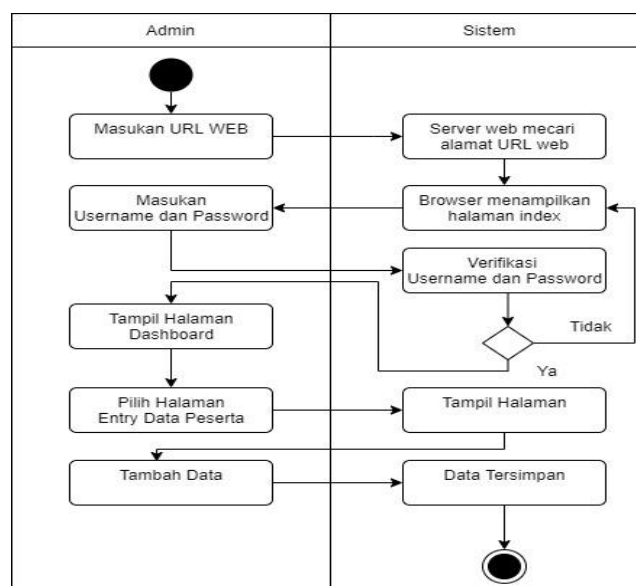 Admin
Sistem
Masukan URL WEB
Server web mecari
alamat URL web
Masukan
Username dan Password
Browser menampilkan
halaman index
Verifikasi
Username dan Password
Tampil Halaman
Dashboard
Tidak
Ya
Pilih Halaman
Entry Data Peserta
Tampil Halaman
Tambah Data
Data Tersimpan